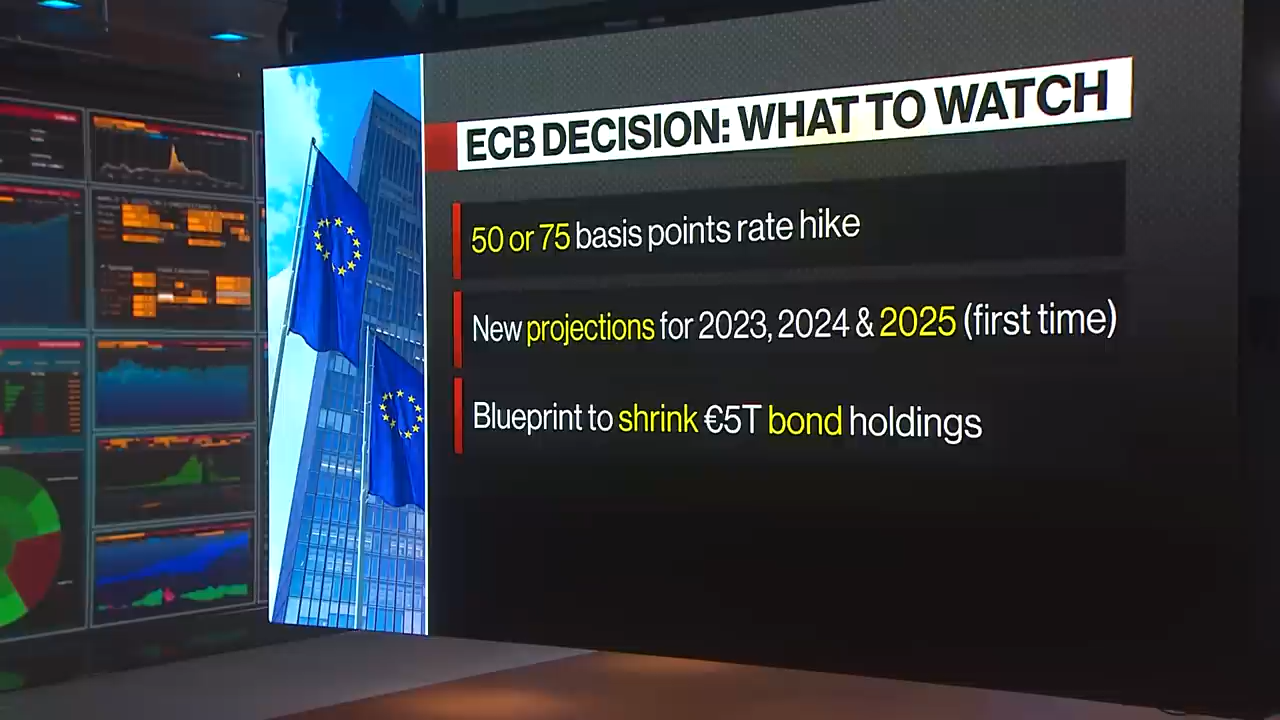 ECB DECISION: WHAT TO WATCH
50 or 75 basis points rate hike
New projections for 2023, 2024 & 2025 (first time)
Blueprint to shrink €5T bond holdings